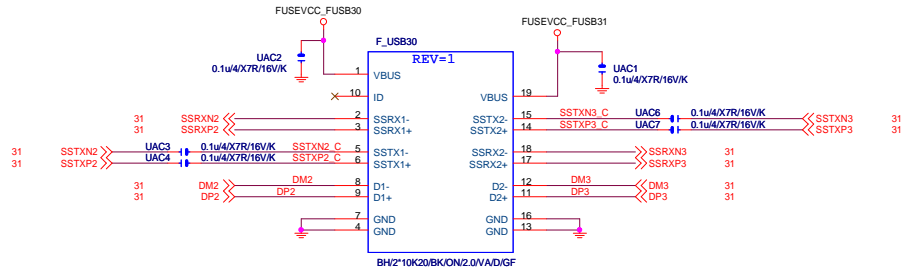 FUSEVCC_FUSB30 FUSEVCC_FUSB31
F_USB30
REV=1
UAC2
0.1u/4/X7R/16V/K
UAC1
0.1u/4/X7R/16V/K
1 VBUS
10 ID VBUS 19
31 SSRXN2 2 SSRX1- SSTX2- 15 SSTXN3_C UAC6 0.1u/4/X7R/16V/K SSTXN3 31
31 SSRXP2 3 SSRX1+ SSTX2+ 14 SSTXP3_C UAC7 0.1u/4/X7R/16V/K SSTXP3 31
31 SSTXN2 UAC3 0.1u/4/X7R/16V/K SSTXN2_C 5 SSTX1- SSRX2- 18 SSRXN3 31
31 SSTXP2 UAC4 0.1u/4/X7R/16V/K SSTXP2_C 6 SSTX1+ SSRX2+ 17 SSRXP3 31
31 DM2 DM2 8 D1- D2- 12 DM3 DM3 31
31 DP2 DP2 9 D1+ D2+ 11 DP3 DP3 31
7 GND GND 16
4 GND GND 13
BH/2*10K20/BK/ON/2.0/VA/D/GF